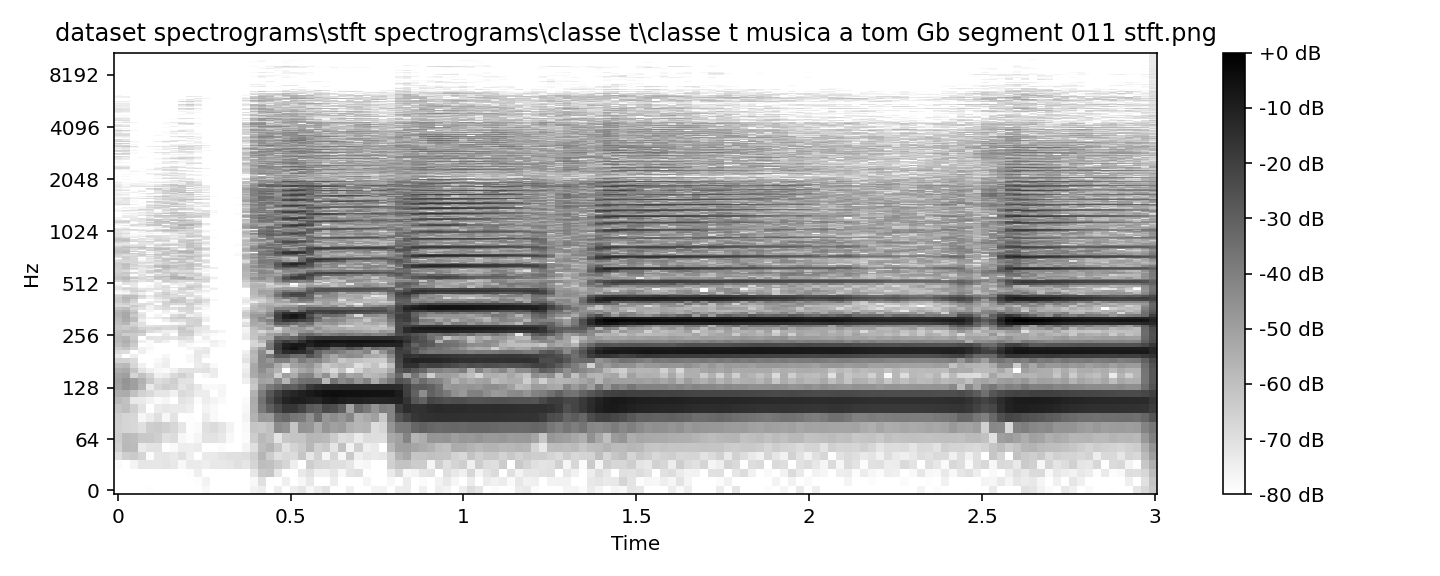 dataset spectrograms\stft spectrograms\classe t\classe t musica a tom Gb segment 011 stft.png
8192
4096
2048
1024
512
256
128
64
0
Hz
0
0.5
1
1.5
2
2.5
3
Time
+0 dB
-10 dB
-20 dB
-30 dB
-40 dB
-50 dB
-60 dB
-70 dB
-80 dB